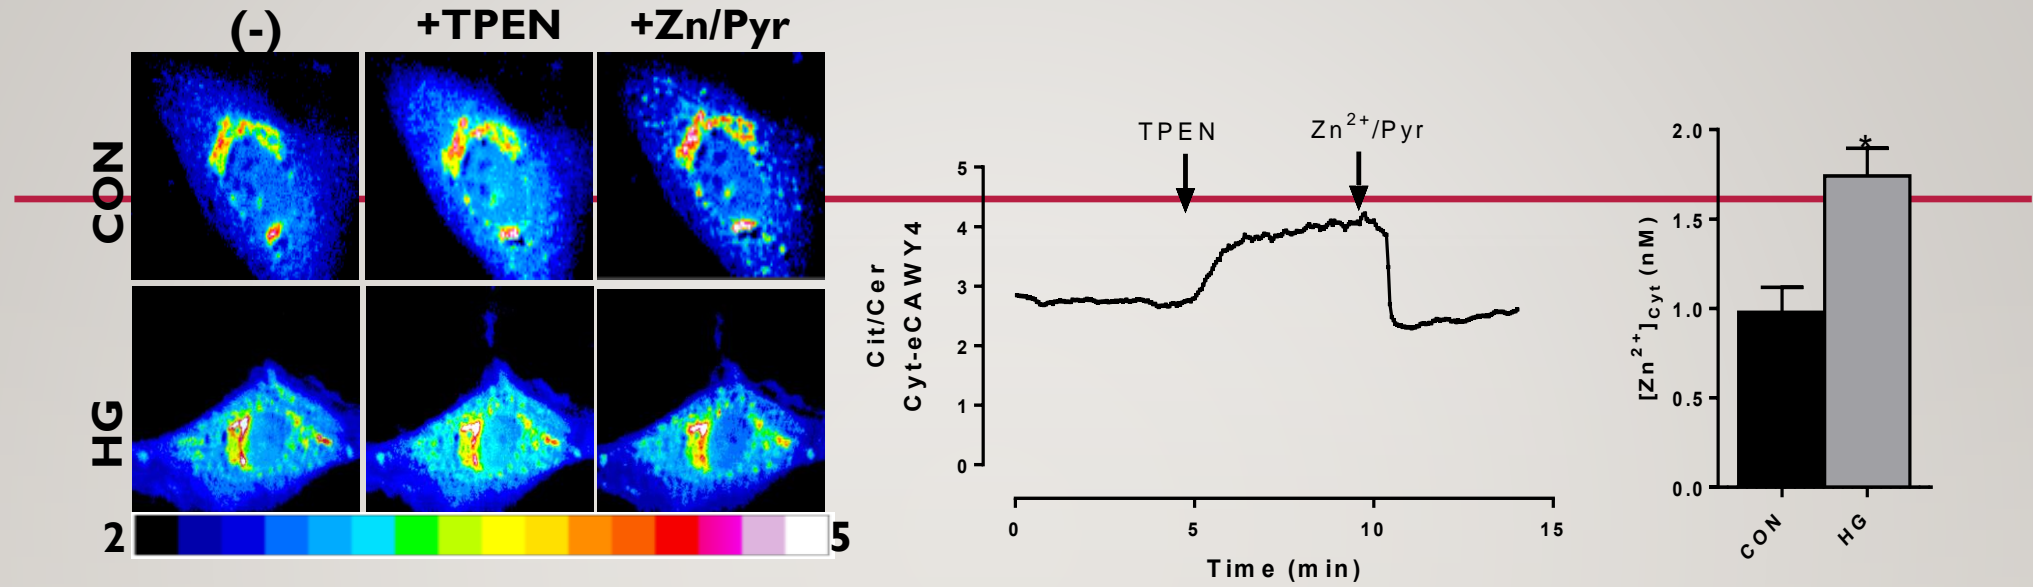 (-) +TPEN +Zn/Pyr
CON
HG
2 5
TPEN Zn²⁺/Pyr
Cit/Cer
Cyt-eCAWY4
5
4
3
2
1
0
0 5 10 15
Time (min)
[Zn²⁺]Cyt (nM)
2.0
1.5
1.0
0.5
0.0
*
CON HG